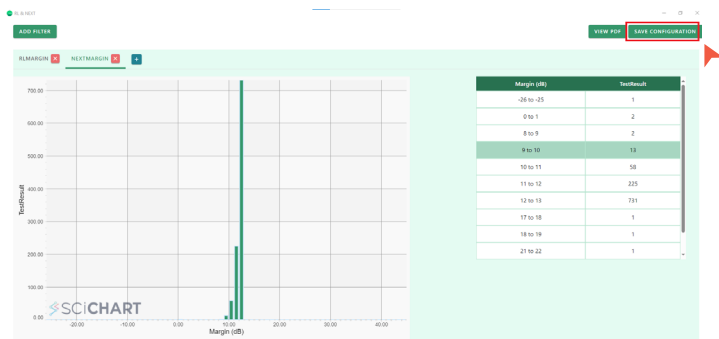 RL & NEXT
ADD FILTER
VIEW PDF
SAVE CONFIGURATION
RLMARGIN
NEXTMARGIN
+
Margin (dB) TestResult
-26 to -25 1
0 to 1 2
8 to 9 2
9 to 10 13
10 to 11 58
11 to 12 225
12 to 13 731
17 to 18 1
18 to 19 1
21 to 22 1
TestResult
700.00
600.00
500.00
400.00
300.00
200.00
100.00
0.00
SCiCHART
-20.00 -10.00 0.00 10.00 20.00 30.00 40.00
Margin (dB)